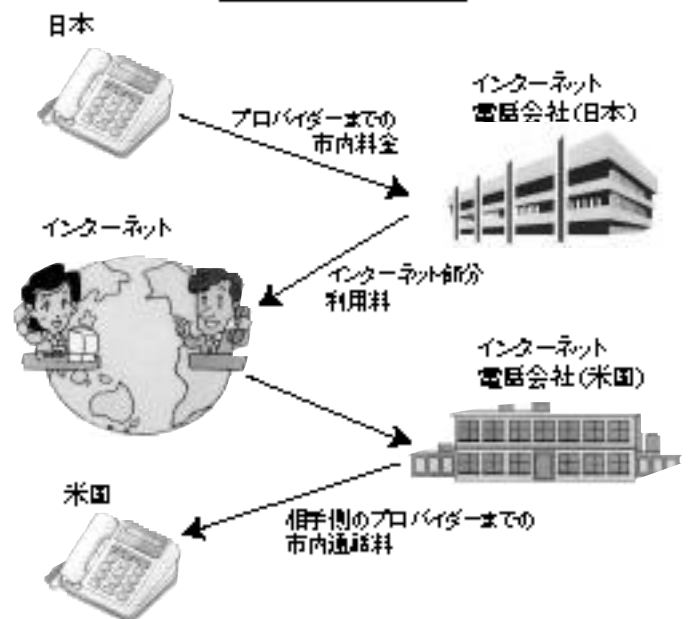 日本
インターネット
電話会社(日本)
プロバイダーまでの
市内料金
インターネット
インターネット部分
利用料
インターネット
電話会社(米国)
米国
相手側のプロバイダーまでの
市内通話料